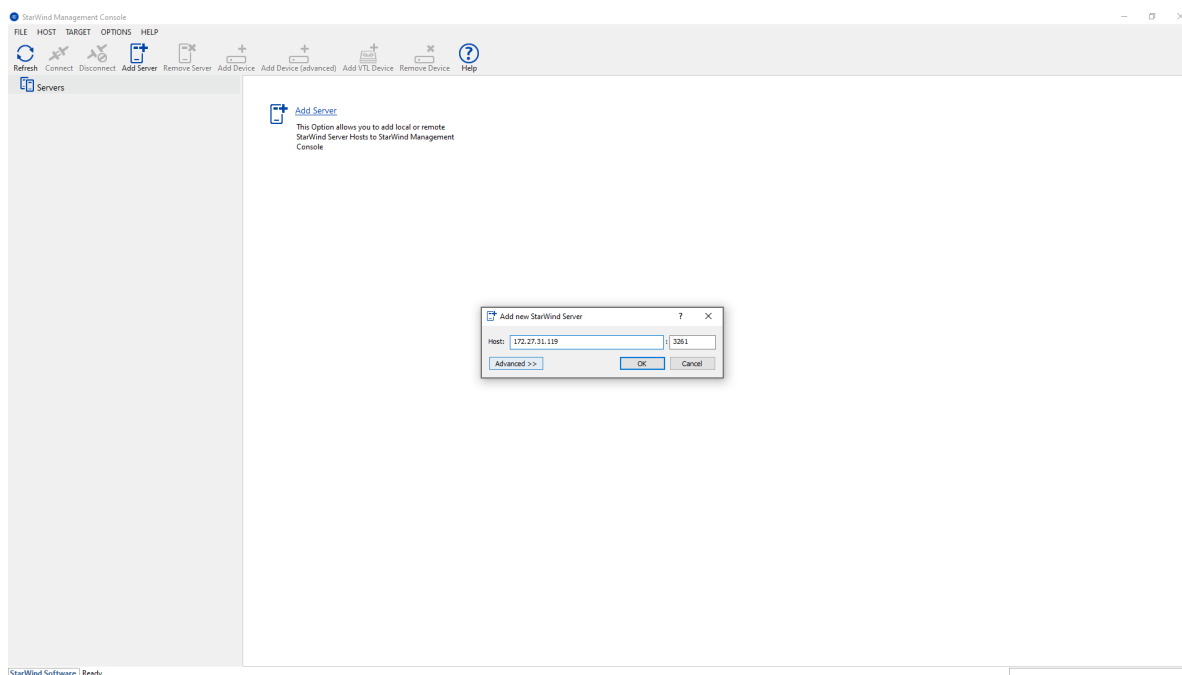 StarWind Management Console
FILE HOST TARGET OPTIONS HELP
Refresh Connect Disconnect Add Server Remove Server Add Device Add Device (advanced) Add VTL Device Remove Device Help
Servers
Add Server
This Option allows you to add local or remote
StarWind Server Hosts to StarWind Management
Console
Add new StarWind Server ?
Host: 172.27.31.119 : 3261
Advanced >> OK Cancel
StarWind Software Ready